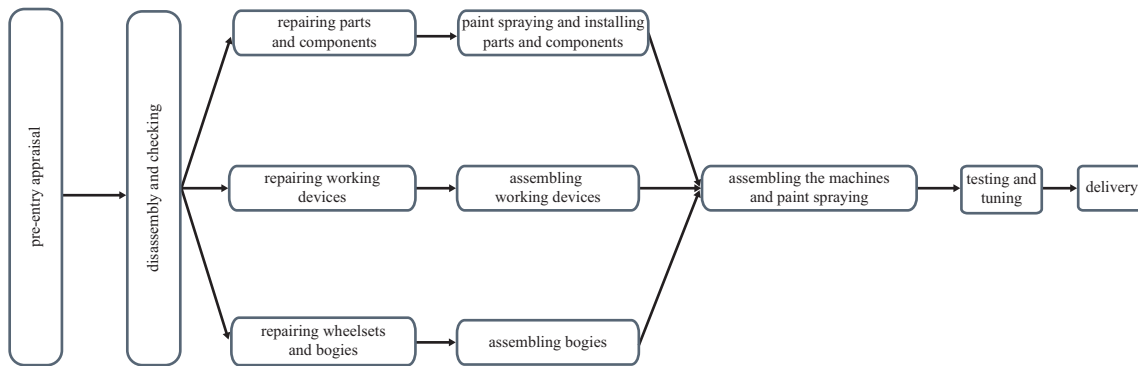 pre-entry appraisal
disassembly and checking
repairing parts
and components
paint spraying and installing
parts and components
repairing working
devices
assembling
working devices
assembling the machines
and paint spraying
testing and
tuning
delivery
repairing wheelsets
and bogies
assembling bogies